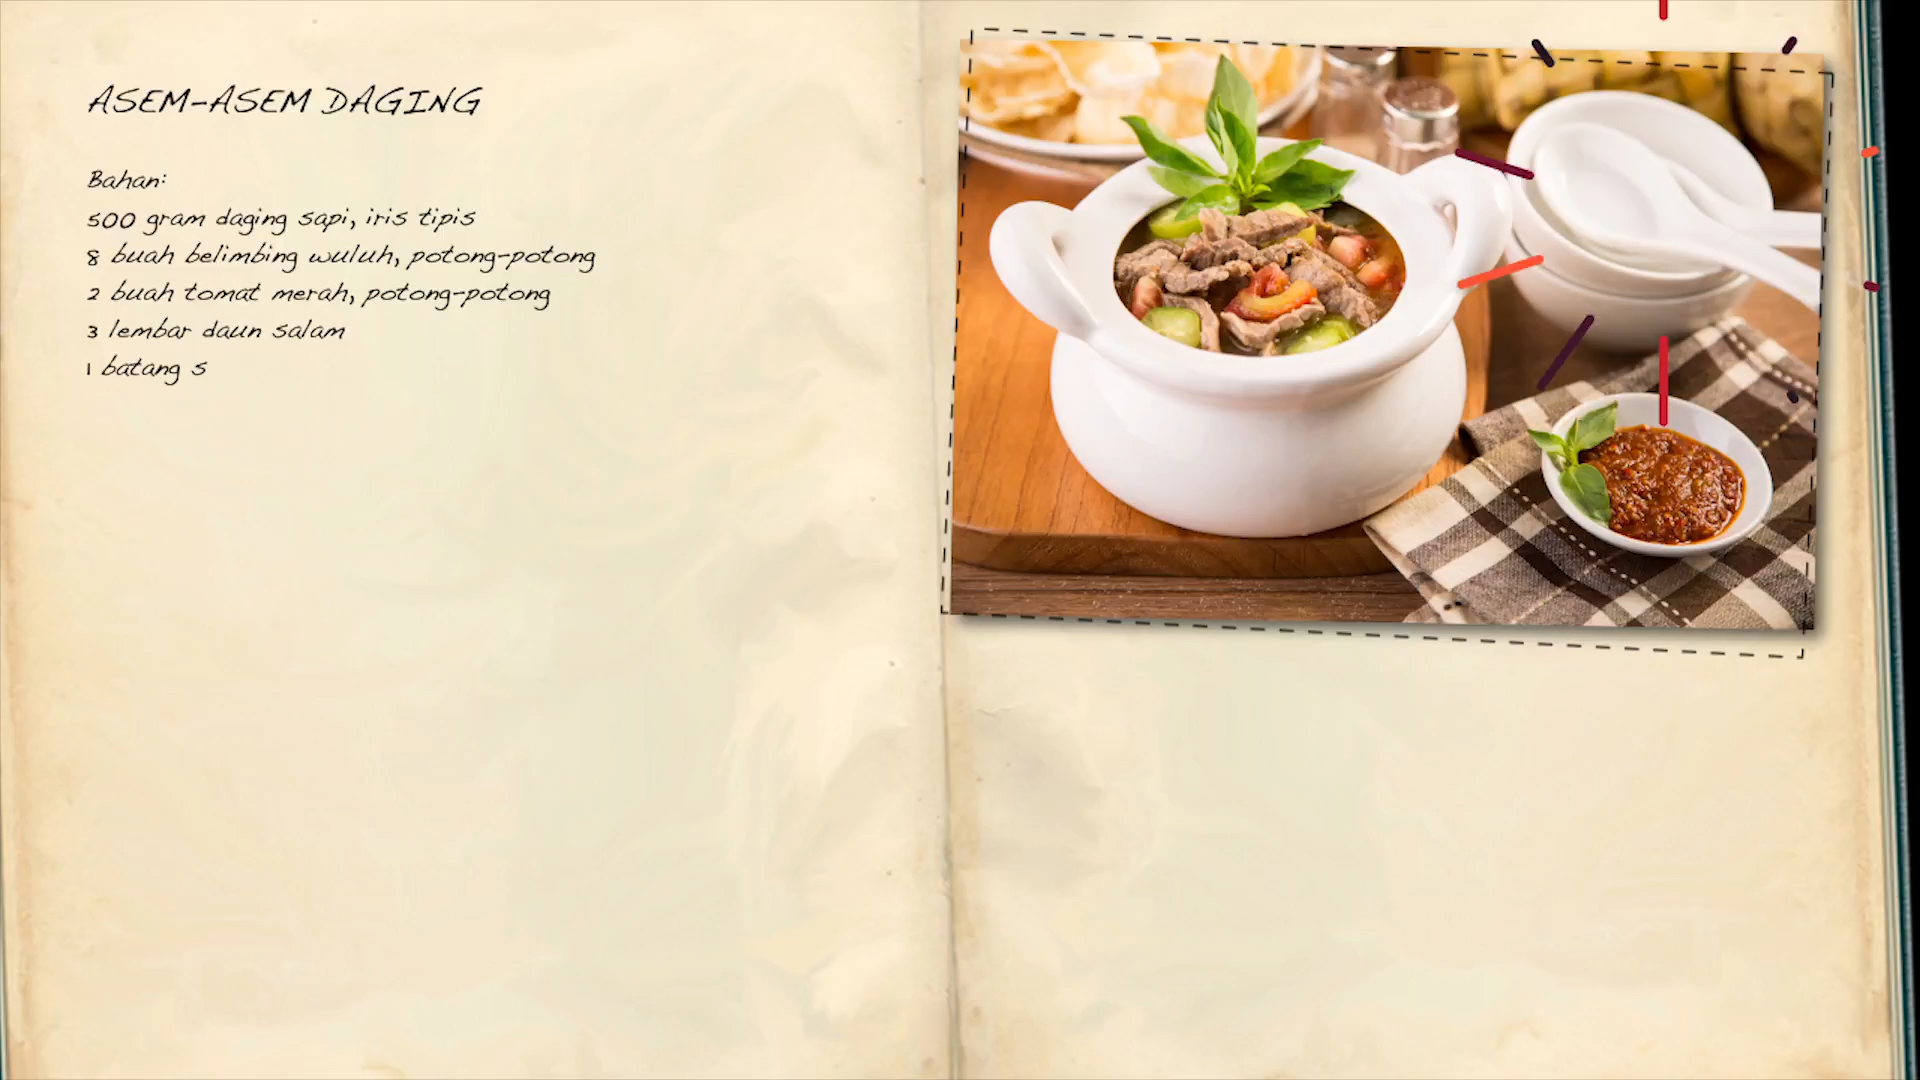 ASEM-ASEM DAGING
Bahan:
500 gram daging sapi, iris tipis
8 buah belimbing wuluh, potong-potong
2 buah tomat merah, potong-potong
3 lembar daun salam
1 batang s